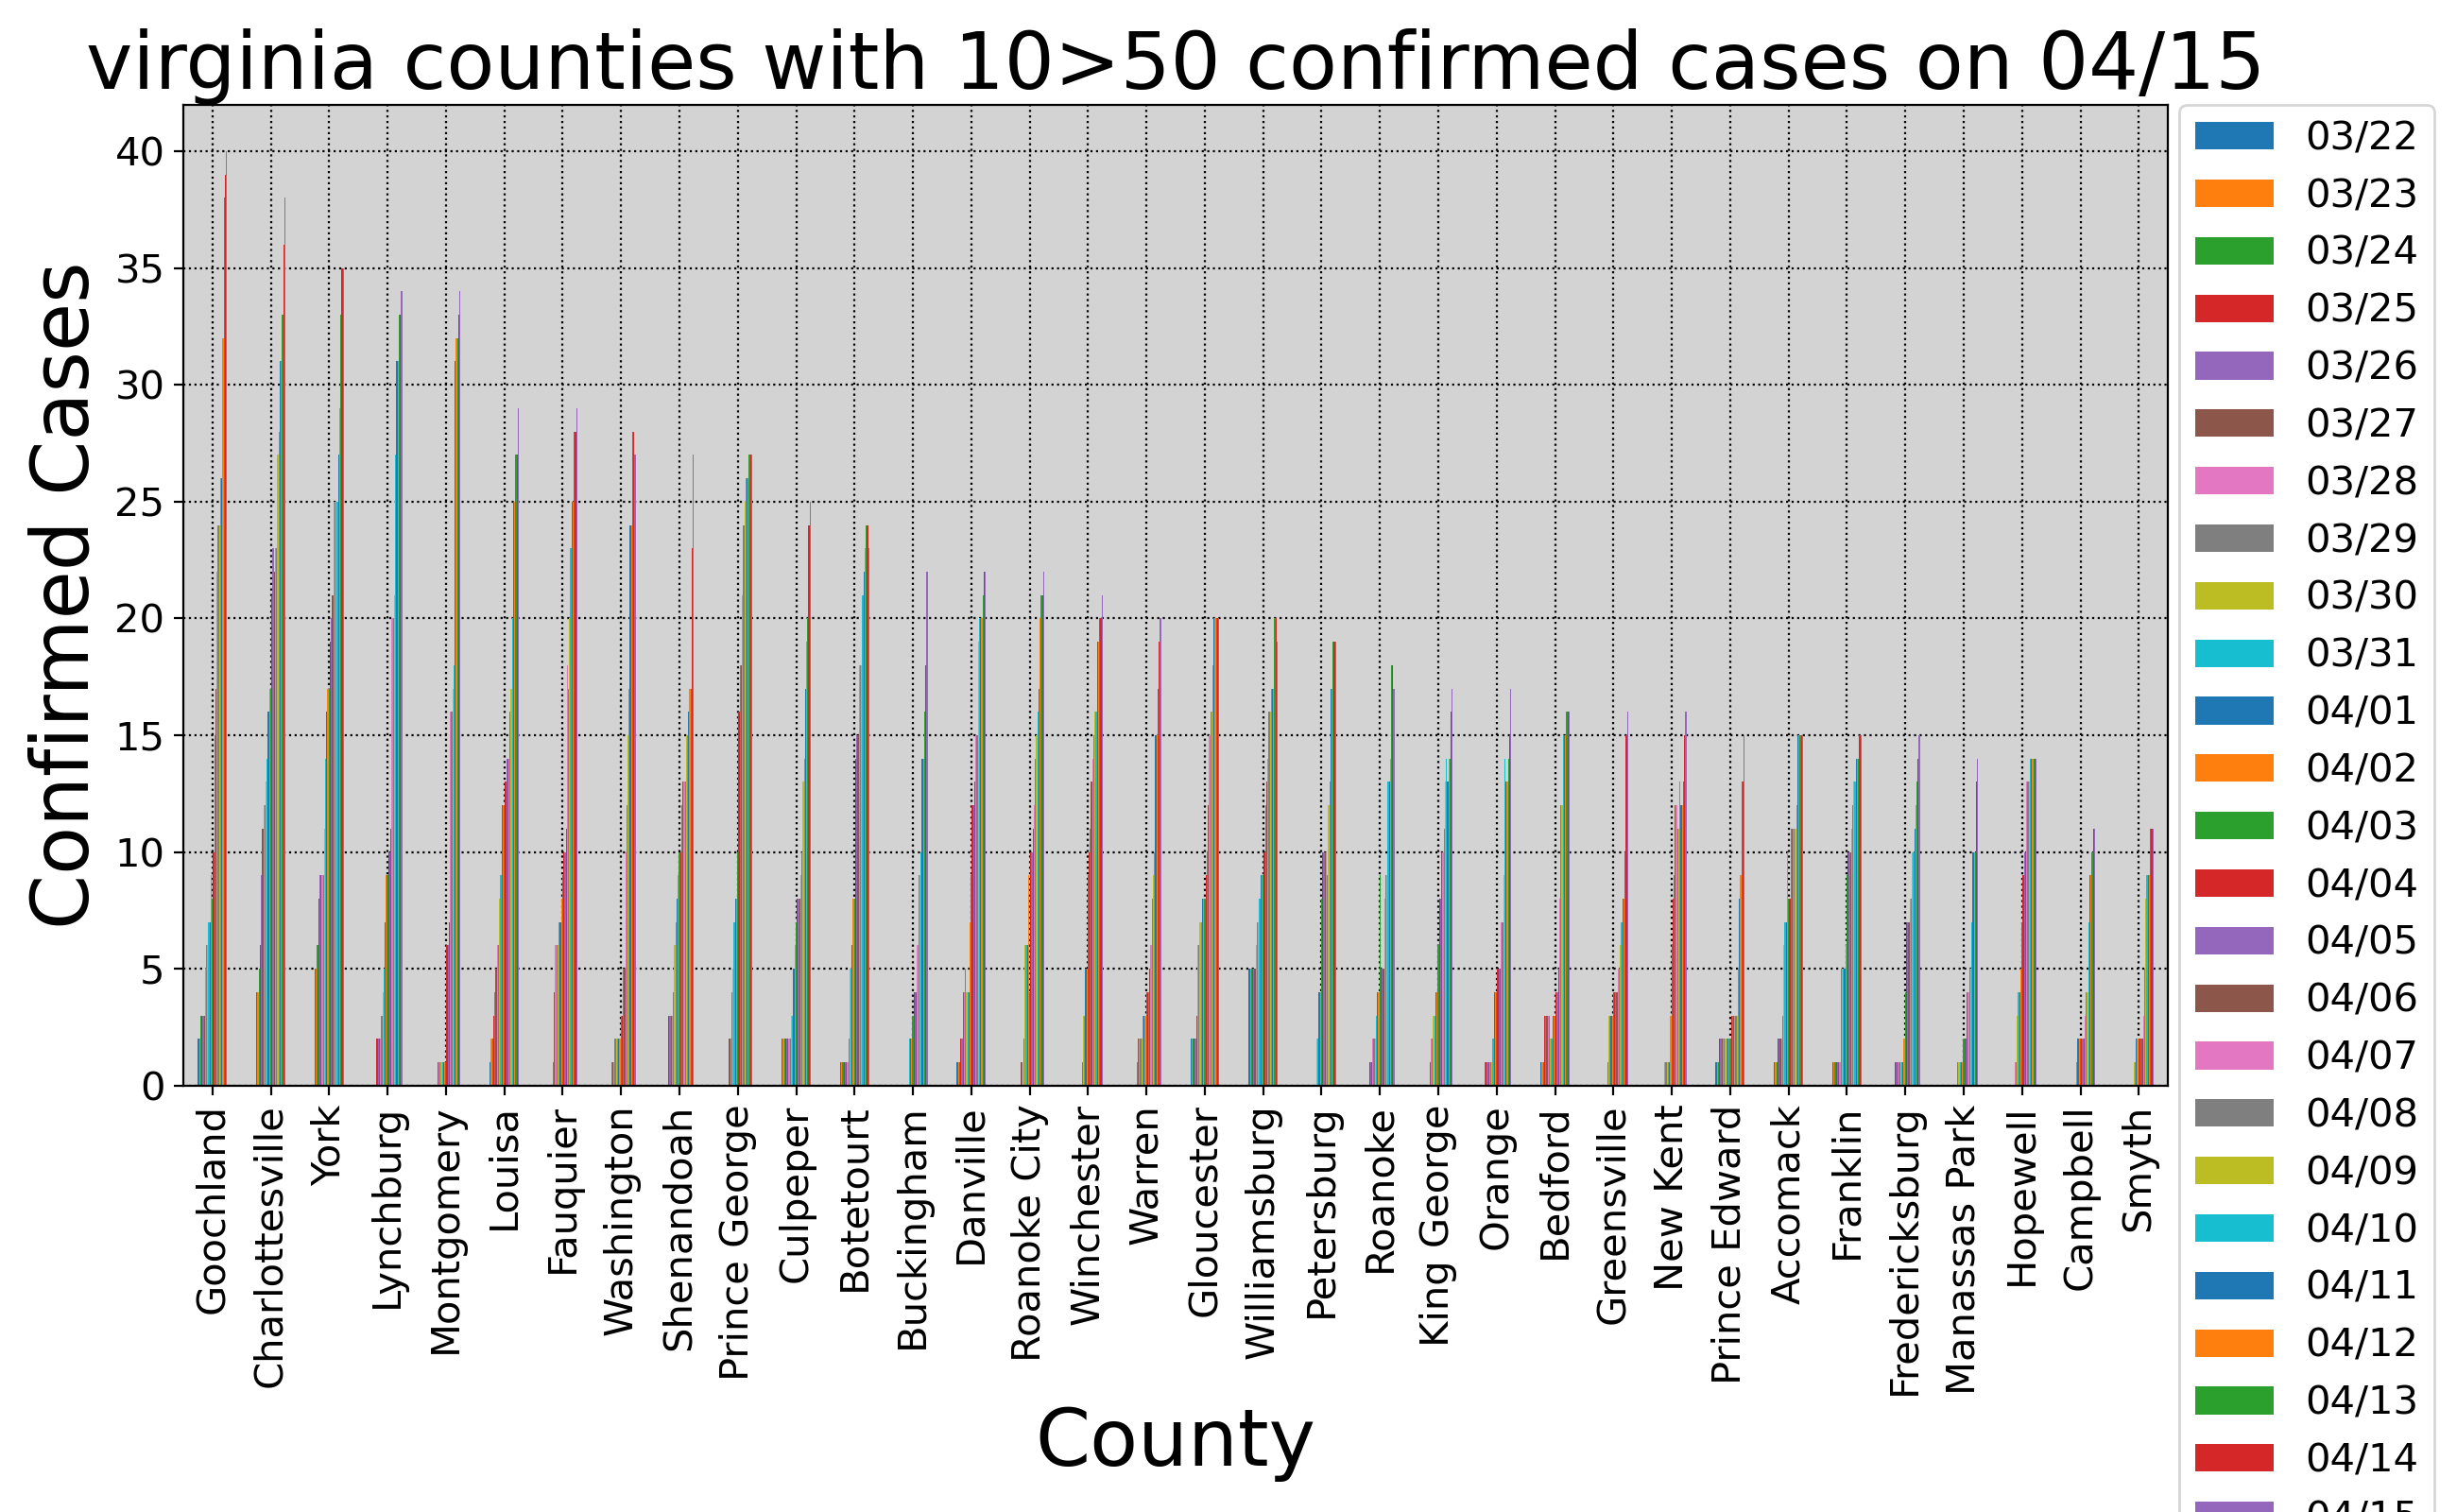 virginia counties with 10>50 confirmed cases on 04/15
Confirmed Cases
40
35
30
25
20
15
10
5
0
Goochland
Charlottesville
York
Lynchburg
Montgomery
Louisa
Fauquier
Washington
Shenandoah
Prince George
Culpeper
Botetourt
Buckingham
Danville
Roanoke City
Winchester
Warren
Gloucester
Williamsburg
Petersburg
Roanoke
King George
Orange
Bedford
Greensville
New Kent
Prince Edward
Accomack
Franklin
Fredericksburg
Manassas Park
Hopewell
Campbell
Smyth
County
03/22
03/23
03/24
03/25
03/26
03/27
03/28
03/29
03/30
03/31
04/01
04/02
04/03
04/04
04/05
04/06
04/07
04/08
04/09
04/10
04/11
04/12
04/13
04/14
04/15